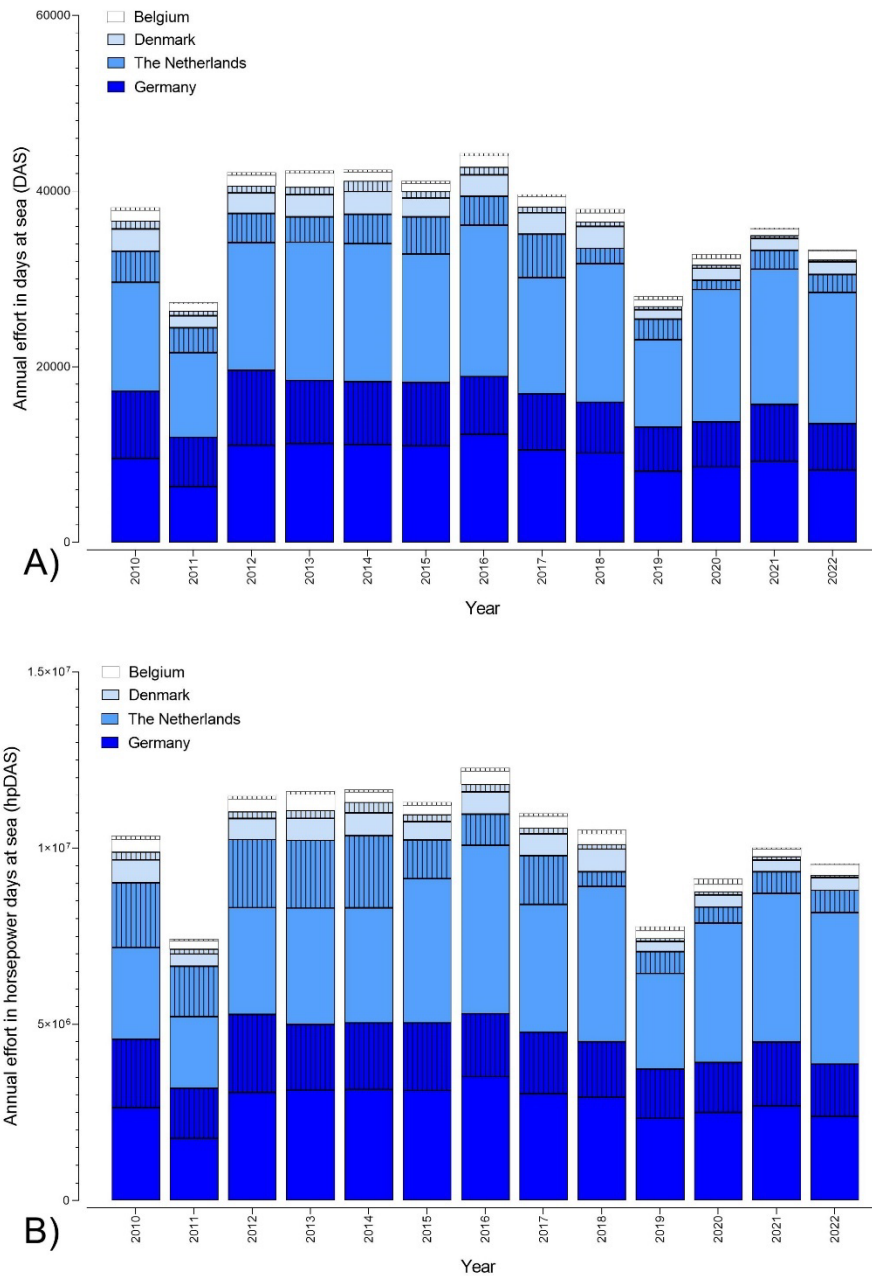 60000
Belgium
Denmark
The Netherlands
Germany
40000
20000
0
Annual effort in days at sea (DAS)
A)
2010
2011
2012
2013
2014
2015
2016
2017
2018
2019
2020
2021
2022
Year
1.5×10⁷
Belgium
Denmark
The Netherlands
Germany
1×10⁷
5×10⁶
0
Annual effort in horsepower days at sea (hpDAS)
B)
2010
2011
2012
2013
2014
2015
2016
2017
2018
2019
2020
2021
2022
Year